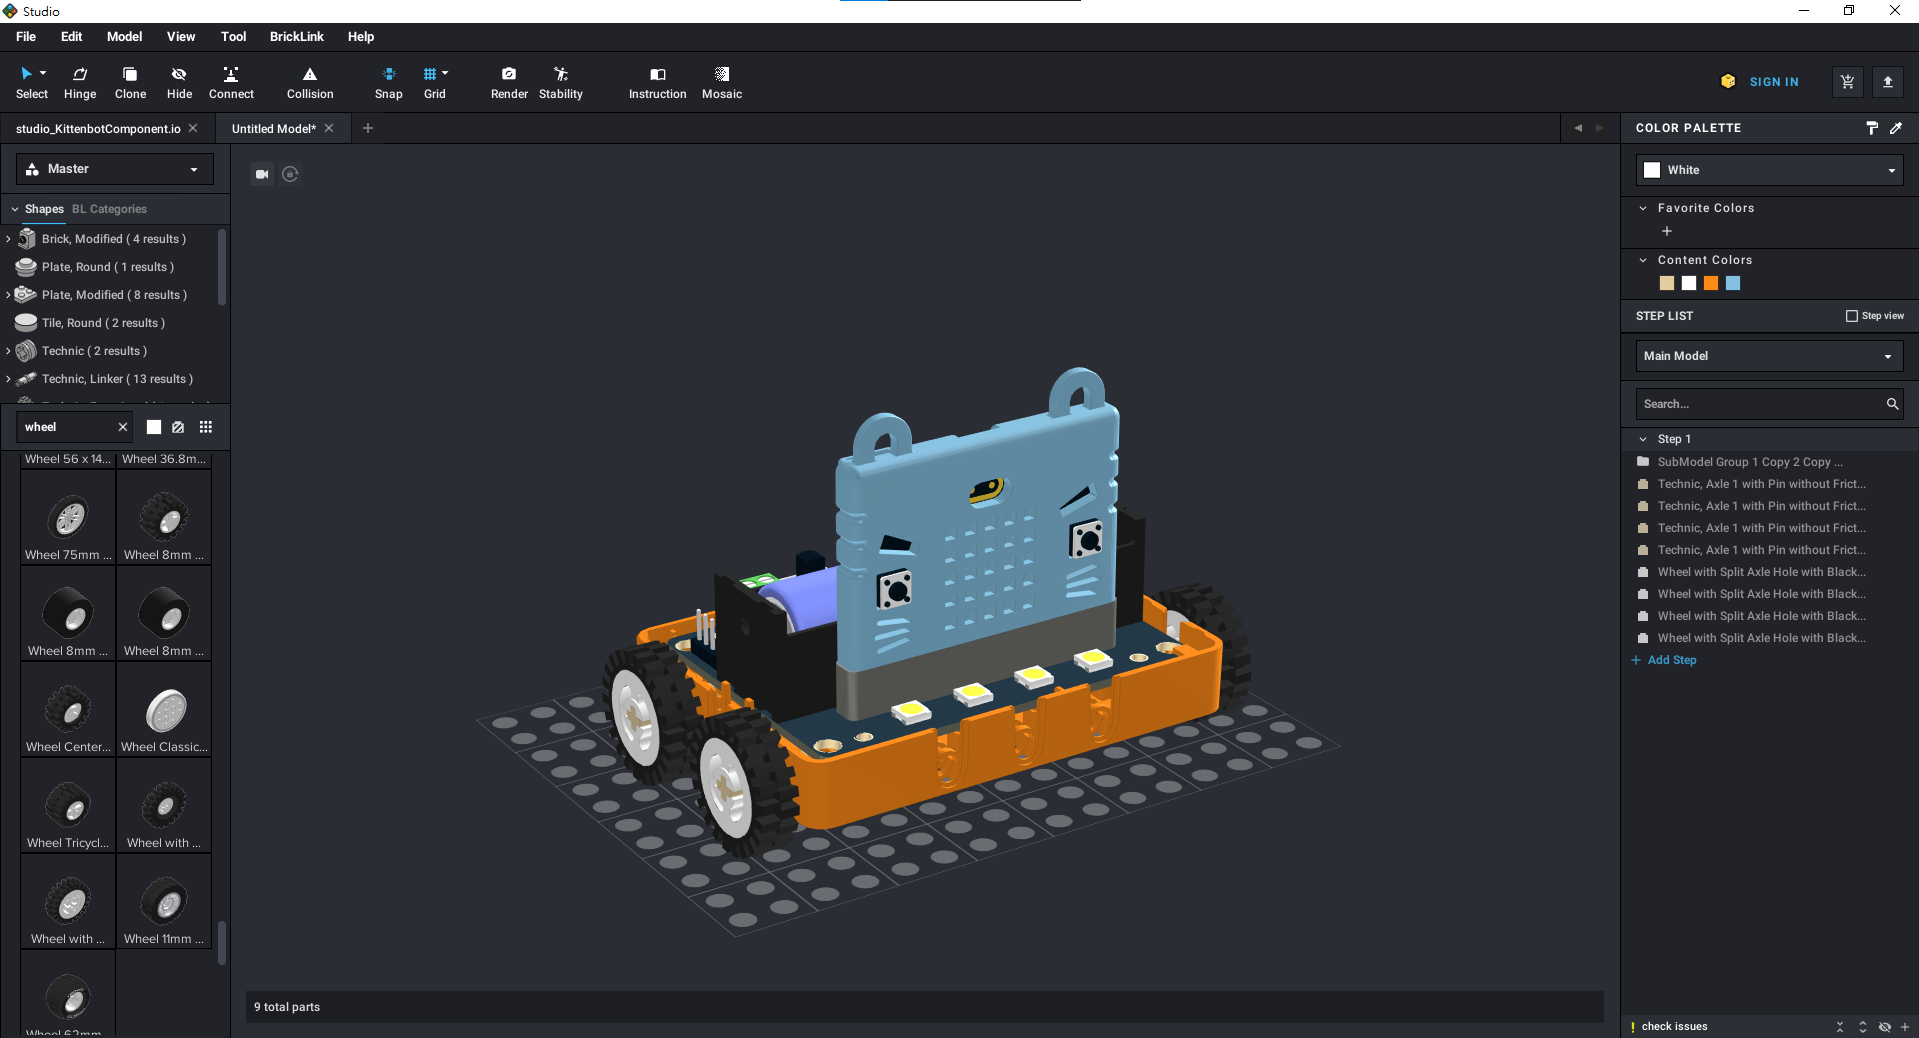 Studio
File Edit Model View Tool BrickLink Help
Select Hinge Clone Hide Connect Collision Snap Grid Render Stability Instruction Mosaic
SIGN IN
studio_KittenbotComponent.io
Untitled Model*
Master
Shapes BL Categories
Brick, Modified ( 4 results )
Plate, Round ( 1 results )
Plate, Modified ( 8 results )
Tile, Round ( 2 results )
Technic ( 2 results )
Technic, Linker ( 13 results )
wheel
Wheel 56 x 14... Wheel 36.8m...
Wheel 75mm ... Wheel 8mm ...
Wheel 8mm ... Wheel 8mm ...
Wheel Center... Wheel Classic...
Wheel Tricycl... Wheel with ...
Wheel with ... Wheel 11mm ...
Wheel 62mm
9 total parts
COLOR PALETTE
White
Favorite Colors
Content Colors
STEP LIST
Step view
Main Model
Search...
Step 1
SubModel Group 1 Copy 2 Copy ...
Technic, Axle 1 with Pin without Frict...
Technic, Axle 1 with Pin without Frict...
Technic, Axle 1 with Pin without Frict...
Technic, Axle 1 with Pin without Frict...
Wheel with Split Axle Hole with Black...
Wheel with Split Axle Hole with Black...
Wheel with Split Axle Hole with Black...
Wheel with Split Axle Hole with Black...
+ Add Step
! check issues